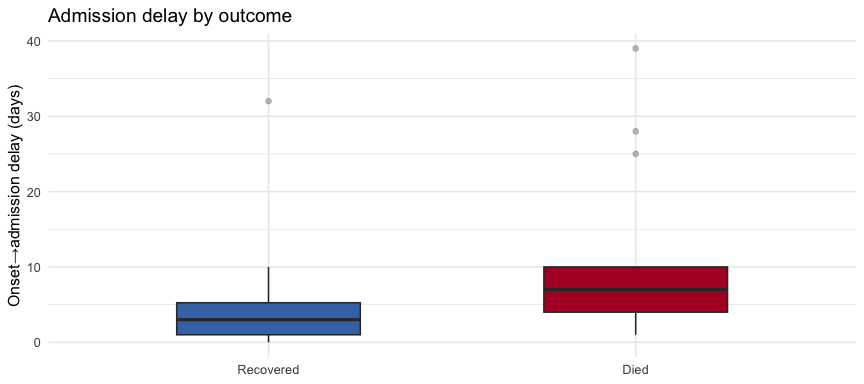 Admission delay by outcome
Onset→admission delay (days)
40
30
20
10
0
Recovered Died